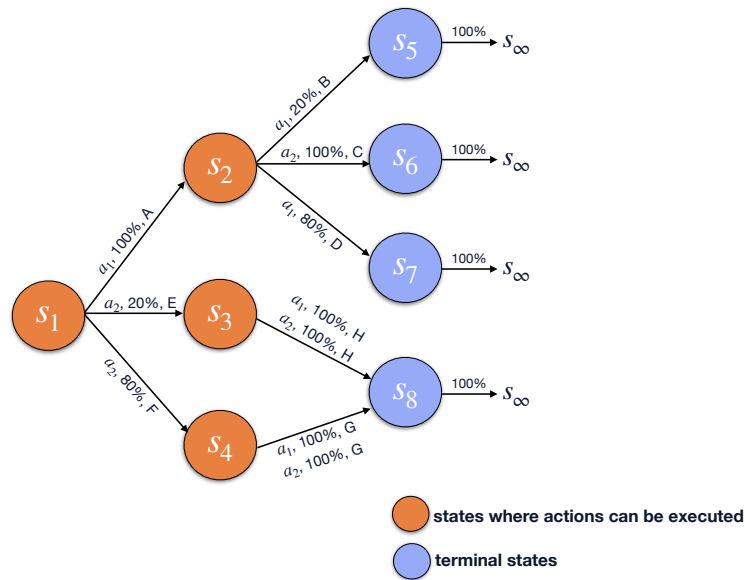 s₅
100%
s∞
a₁, 20%, B
s₂
a₂, 100%, C
s₆
100%
s∞
a₁, 80%, D
a₁, 100%, A
s₇
100%
s∞
s₁
a₂, 20%, E
s₃
a₁, 100%, H
a₂, 100%, H
a₂, 80%, F
s₈
100%
s∞
s₄
a₁, 100%, G
a₂, 100%, G
states where actions can be executed
terminal states